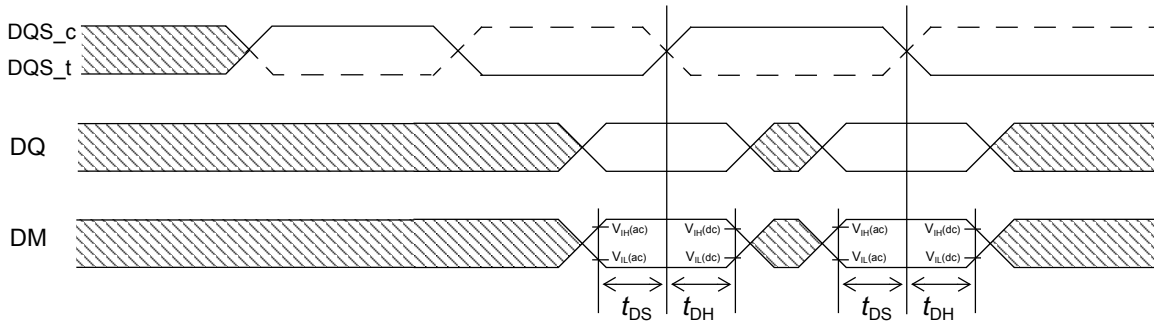 DQS_c
DQS_t
DQ
DM
VIH(ac) VIH(dc) VIH(ac) VIH(dc)
VIL(ac) VIL(dc) VIL(ac) VIL(dc)
tDS tDH tDS tDH